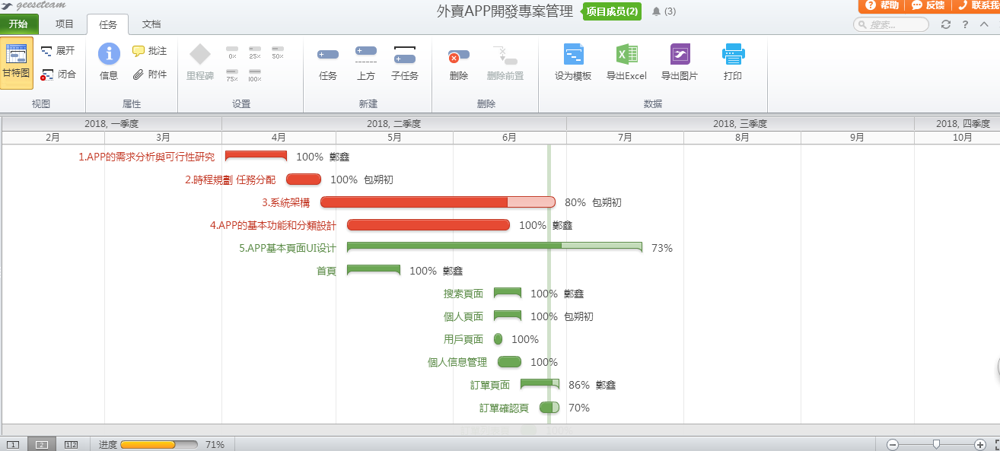 geeseteam
外賣APP開發專案管理 项目成员(2) (3)
帮助 反馈 联系我
开始 项目 任务 文档 搜索...
甘特图 展开 闭合 信息 批注 附件 里程碑 0% 25% 50% 75% 100% 任务 上方 子任务 删除 删除前置 设为模板 导出Excel 导出图片 打印
视图 属性 设置 新建 删除 数据
2018, 一季度 2018, 二季度 2018, 三季度 2018, 四季度
2月 3月 4月 5月 6月 7月 8月 9月 10月
1.APP的需求分析與可行性研究 100% 鄭鑫
2.時程規劃 任務分配 100% 包朔初
3.系統架構 80% 包朔初
4.APP的基本功能和分類設計 100% 鄭鑫
5.APP基本頁面UI设计 73%
首頁 100% 鄭鑫
搜索頁面 100% 鄭鑫
個人頁面 100% 包朔初
用戶頁面 100%
個人信息管理 100%
訂單頁面 86% 鄭鑫
訂單確認頁 70%
100%
1 2 1|2 进度 71%